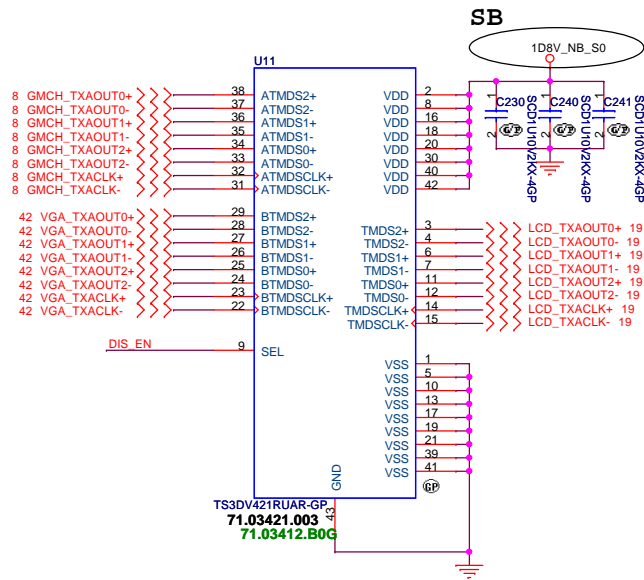 SB
1D8V_NB_S0
U11
8 GMCH_TXAOUT0+ 38 ATMDS2+
8 GMCH_TXAOUT0- 37 ATMDS2-
8 GMCH_TXAOUT1+ 36 ATMDS1+
8 GMCH_TXAOUT1- 35 ATMDS1-
8 GMCH_TXAOUT2+ 34 ATMDS0+
8 GMCH_TXAOUT2- 33 ATMDS0-
8 GMCH_TXACLK+ 32 ATMDSCLK+
8 GMCH_TXACLK- 31 ATMDSCLK-
VDD 2
VDD 8
VDD 16
VDD 18
VDD 20
VDD 30
VDD 40
VDD 42
1 C230 2 G/P SCD1U10V2KX-4GP
1 C240 2 G/P SCD1U10V2KX-4GP
1 C241 2 G/P SCD1U10V2KX-4GP
42 VGA_TXAOUT0+ 29 BTMDS2+
42 VGA_TXAOUT0- 28 BTMDS2-
42 VGA_TXAOUT1+ 27 BTMDS1+
42 VGA_TXAOUT1- 26 BTMDS1-
42 VGA_TXAOUT2+ 25 BTMDS0+
42 VGA_TXAOUT2- 24 BTMDS0-
42 VGA_TXACLK+ 23 BTMDSCLK+
42 VGA_TXACLK- 22 BTMDSCLK-
TMDS2+ 3 LCD_TXAOUT0+ 19
TMDS2- 4 LCD_TXAOUT0- 19
TMDS1+ 6 LCD_TXAOUT1+ 19
TMDS1- 7 LCD_TXAOUT1- 19
TMDS0+ 11 LCD_TXAOUT2+ 19
TMDS0- 12 LCD_TXAOUT2- 19
TMDSCLK+ 14 LCD_TXACLK+ 19
TMDSCLK- 15 LCD_TXACLK- 19
DIS_EN 9 SEL
VSS 1
VSS 5
VSS 10
VSS 13
VSS 17
VSS 19
VSS 21
VSS 39
VSS 41
GND 43
GP
TS3DV421RUAR-GP
71.03421.003
71.03412.B0G